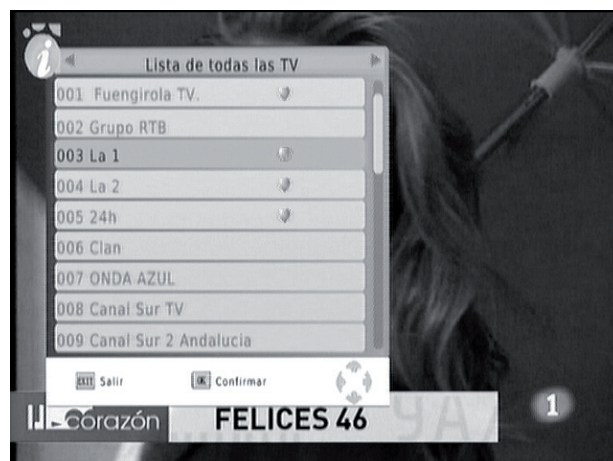 Lista de todas las TV
001 Fuengirola TV.
002 Grupo RTB
003 La 1
004 La 2
005 24h
006 Clan
007 ONDA AZUL
008 Canal Sur TV
009 Canal Sur 2 Andalucia
EXIT Salir OK Confirmar
corazón FELICES 46
1